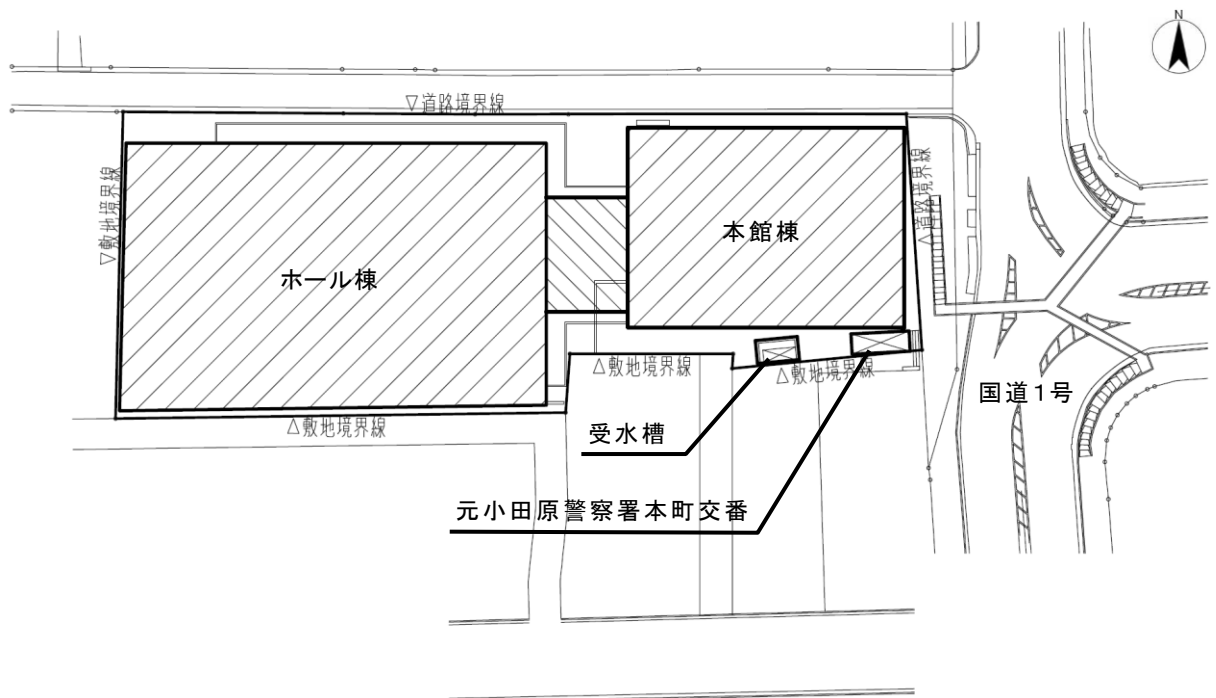 N
▽道路境界線
▽敷地境界線
△道路境界線
本館棟
ホール棟
△敷地境界線
△敷地境界線
国道1号
△敷地境界線
受水槽
元小田原警察署本町交番